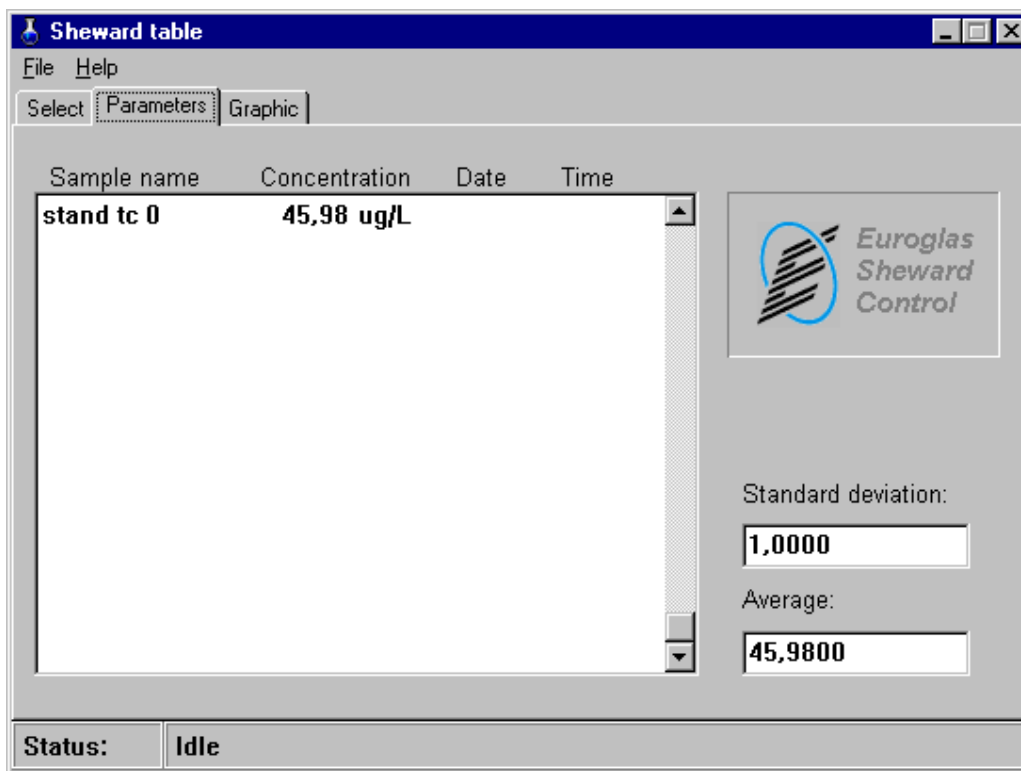 Sheward table
File Help
Select Parameters Graphic
Sample name Concentration Date Time
stand tc 0 45,98 ug/L
Euroglas
Sheward
Control
Standard deviation:
1,0000
Average:
45,9800
Status: Idle